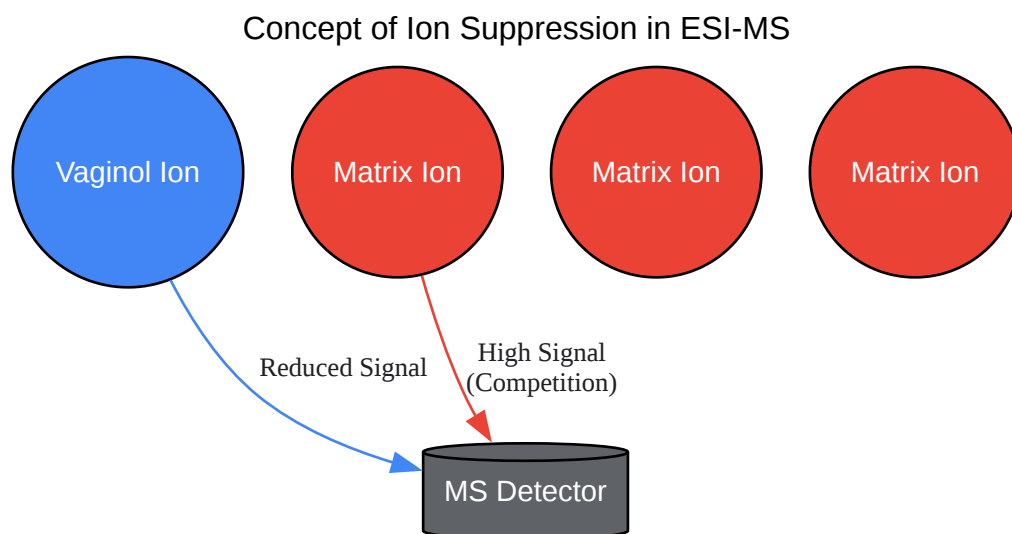 Concept of Ion Suppression in ESI-MS
Vaginol Ion
Matrix Ion
Matrix Ion
Matrix Ion
Reduced Signal
High Signal
(Competition)
MS Detector